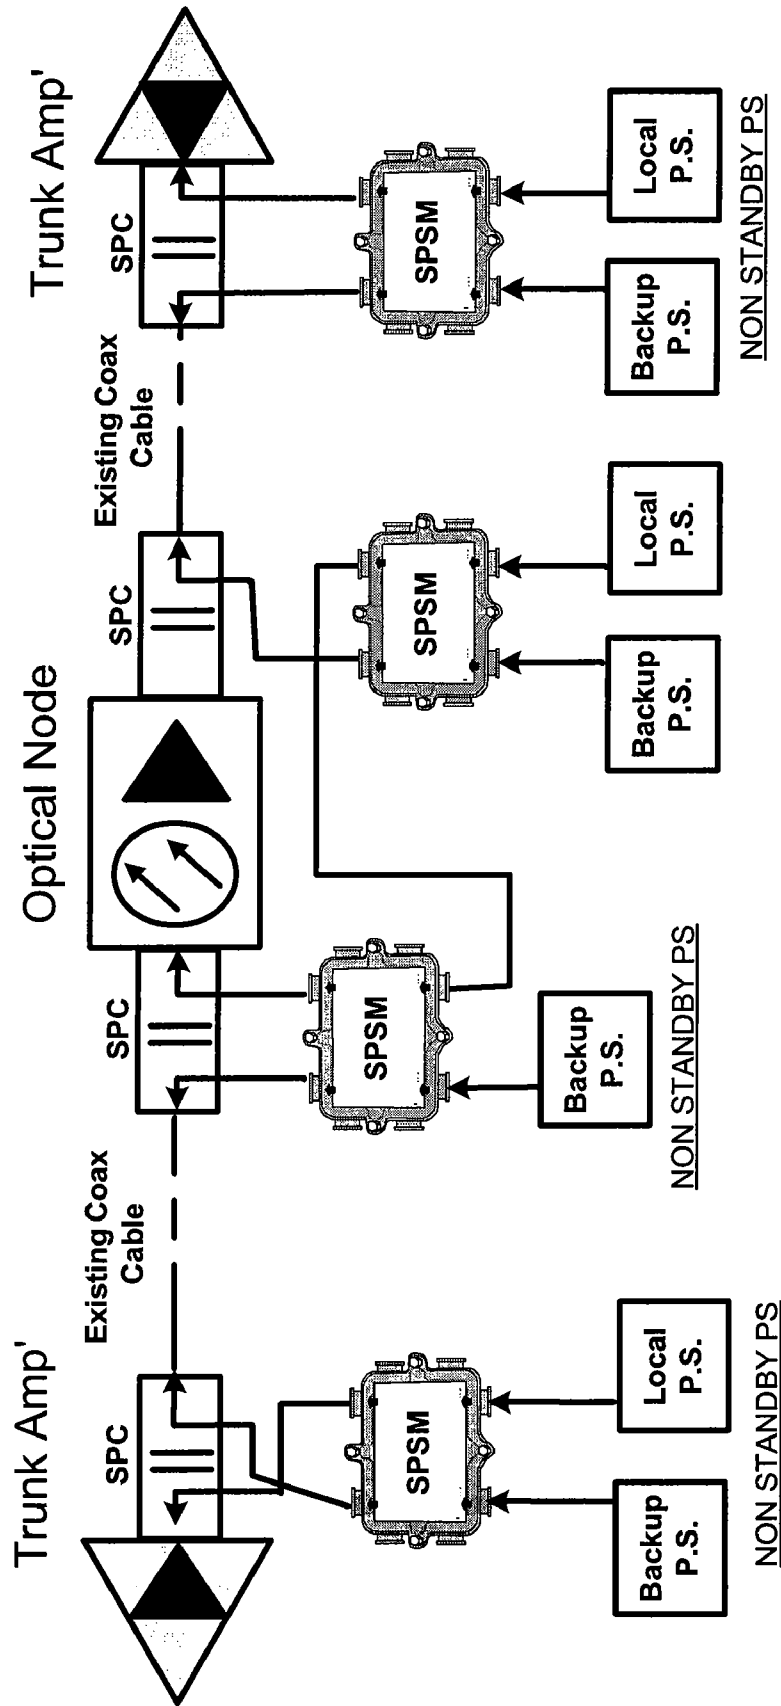 Trunk Amp'
Optical Node
Trunk Amp'
SPC
Existing Coax
Cable
SPC
SPC
Existing Coax
Cable
SPC
SPSM
SPSM
SPSM
SPSM
Backup
P.S.
Local
P.S.
NON STANDBY PS
Backup
P.S.
NON STANDBY PS
Backup
P.S.
Local
P.S.
Backup
P.S.
Local
P.S.
NON STANDBY PS